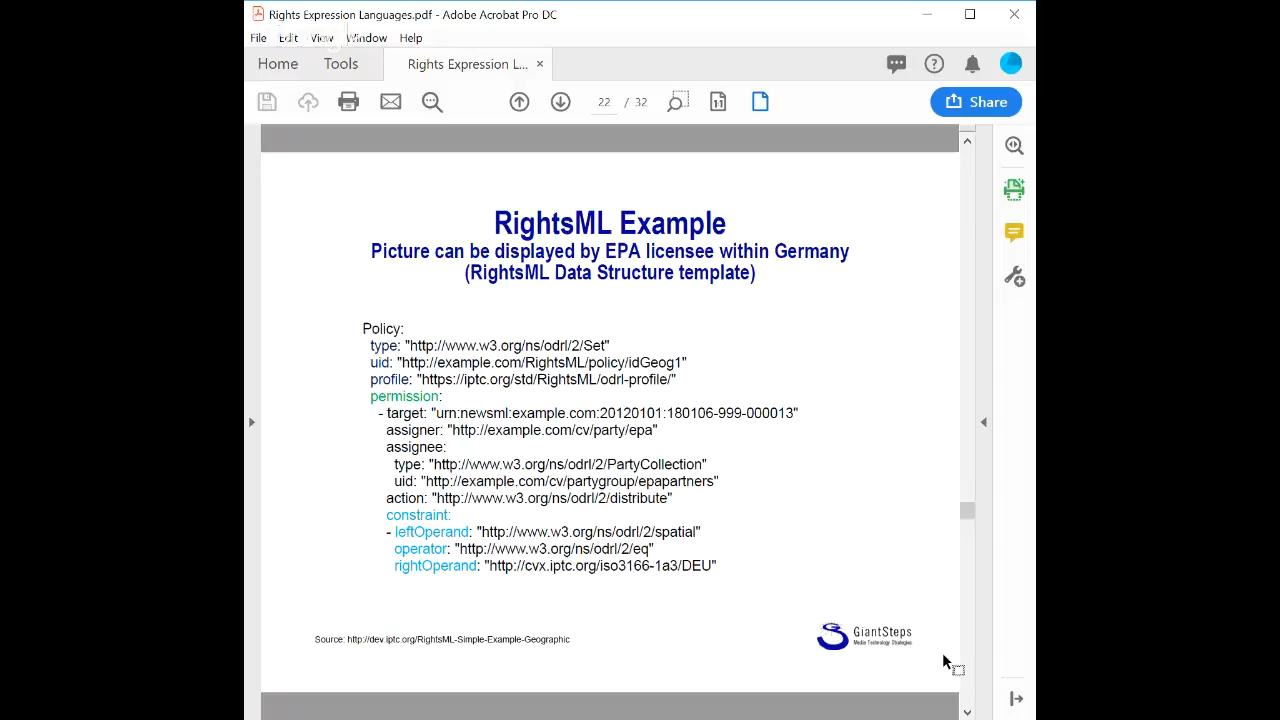 Rights Expression Languages.pdf - Adobe Acrobat Pro DC
File Edit View Window Help
Home Tools Rights Expression L... ×
22 / 32
Share
RightsML Example
Picture can be displayed by EPA licensee within Germany
(RightsML Data Structure template)
Policy:
type: "http://www.w3.org/ns/odrl/2/Set"
uid: "http://example.com/RightsML/policy/idGeog1"
profile: "https://iptc.org/std/RightsML/odrl-profile/"
permission:
- target: "urn:newsml:example.com:20120101:180106-999-000013"
assigner: "http://example.com/cv/party/epa"
assignee:
type: "http://www.w3.org/ns/odrl/2/PartyCollection"
uid: "http://example.com/cv/partygroup/epapartners"
action: "http://www.w3.org/ns/odrl/2/distribute"
constraint:
- leftOperand: "http://www.w3.org/ns/odrl/2/spatial"
operator: "http://www.w3.org/ns/odrl/2/eq"
rightOperand: "http://cvx.iptc.org/iso3166-1a3/DEU"
Source: http://dev.iptc.org/RightsML-Simple-Example-Geographic
GiantSteps
Media Technology Strategies